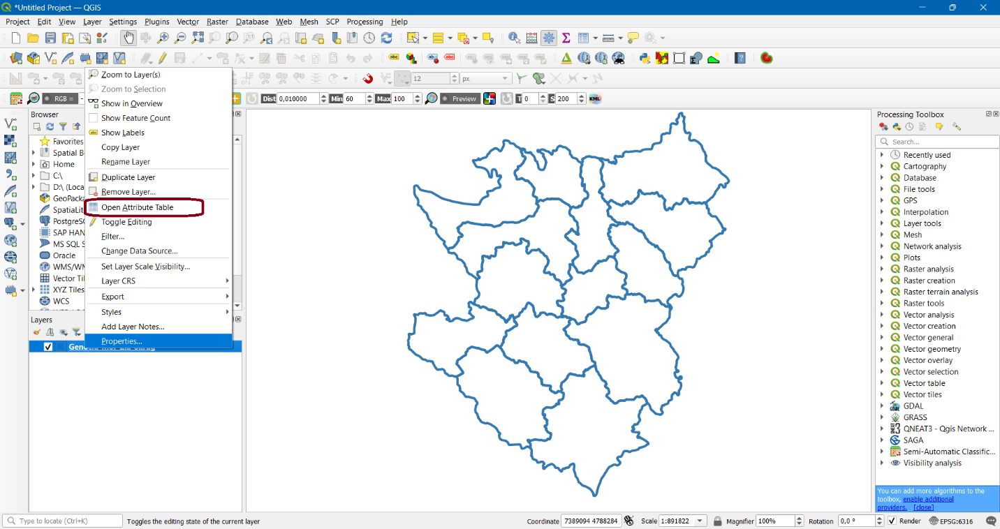 *Untitled Project — QGIS
Project Edit View Layer Settings Plugins Vector Raster Database Web Mesh SCP Processing Help
12 px
RGB = - Dist 0,010000 Min 60 Max 100 Preview T 0 S 200 KML
Browser
Favorites
Spatial B
Home
C:\
D:\ (Loca
GeoPacka
SpatiaLit
PostgreSQ
SAP HAN
MS SQL S
Oracle
WMS/WM
Vector Til
XYZ Tiles
WCS
Layers
Zoom to Layer(s)
Zoom to Selection
Show in Overview
Show Feature Count
Show Labels
Copy Layer
Rename Layer
Duplicate Layer
Remove Layer...
Open Attribute Table
Toggle Editing
Filter...
Change Data Source...
Set Layer Scale Visibility...
Layer CRS
Export
Styles
Add Layer Notes...
Properties...
Processing Toolbox
Search...
Recently used
Cartography
Database
File tools
GPS
Interpolation
Layer tools
Mesh
Network analysis
Plots
Raster analysis
Raster creation
Raster terrain analysis
Raster tools
Vector analysis
Vector creation
Vector general
Vector geometry
Vector overlay
Vector selection
Vector table
Vector tiles
GDAL
GRASS
QNEAT3 - Qgis Network ...
SAGA
Semi-Automatic Classific...
Visibility analysis
You can add more algorithms to the
toolbox, enable additional
providers. [close]
Type to locate (Ctrl+K) Toggles the editing state of the current layer Coordinate 7389094 4788284 Scale 1:891822 Magnifier 100% Rotation 0,0 ° Render EPSG:6316